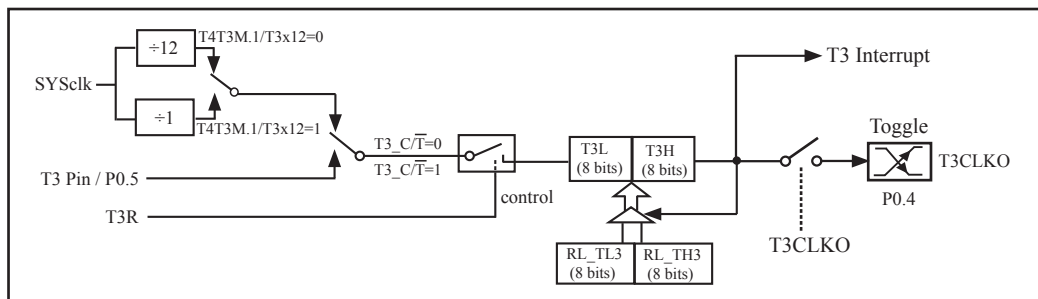 ÷12
T4T3M.1/T3x12=0
SYSclk
÷1
T4T3M.1/T3x12=1
T3 Pin / P0.5
T3R
T3_C/T̅=0
T3_C/T̅=1
control
T3L
(8 bits)
T3H
(8 bits)
RL_TL3
(8 bits)
RL_TH3
(8 bits)
T3 Interrupt
Toggle
T3CLKO
P0.4
T3CLKO